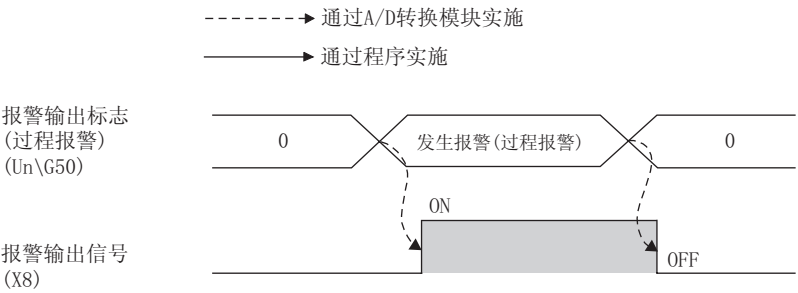 通过A/D转换模块实施
通过程序实施
报警输出标志
(过程报警)
(Un\G50)
0
发生报警(过程报警)
0
ON
报警输出信号
(X8)
OFF